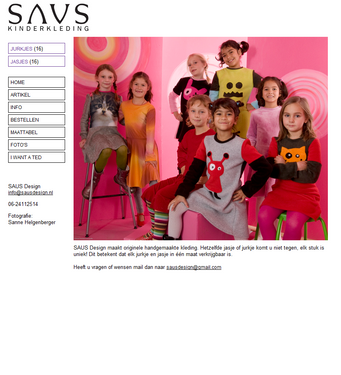 SAUS
KINDERKLEDING
JURKJES (16)
JASJES (16)
HOME
ARTIKEL
INFO
BESTELLEN
MAATTABEL
FOTO'S
I WANT A TED.
SAUS Design
info@sausdesign.nl
06-24112514
Fotografie:
Sanne Helgenberger
SAUS Design maakt originele handgemaakte kleding. Hetzelfde jasje of jurkje komt u niet tegen, elk stuk is
uniek! Dit betekent dat elk jurkje en jasje in één maat verkrijgbaar is.
Heeft u vragen of wensen mail dan naar sausdesign@gmail.com